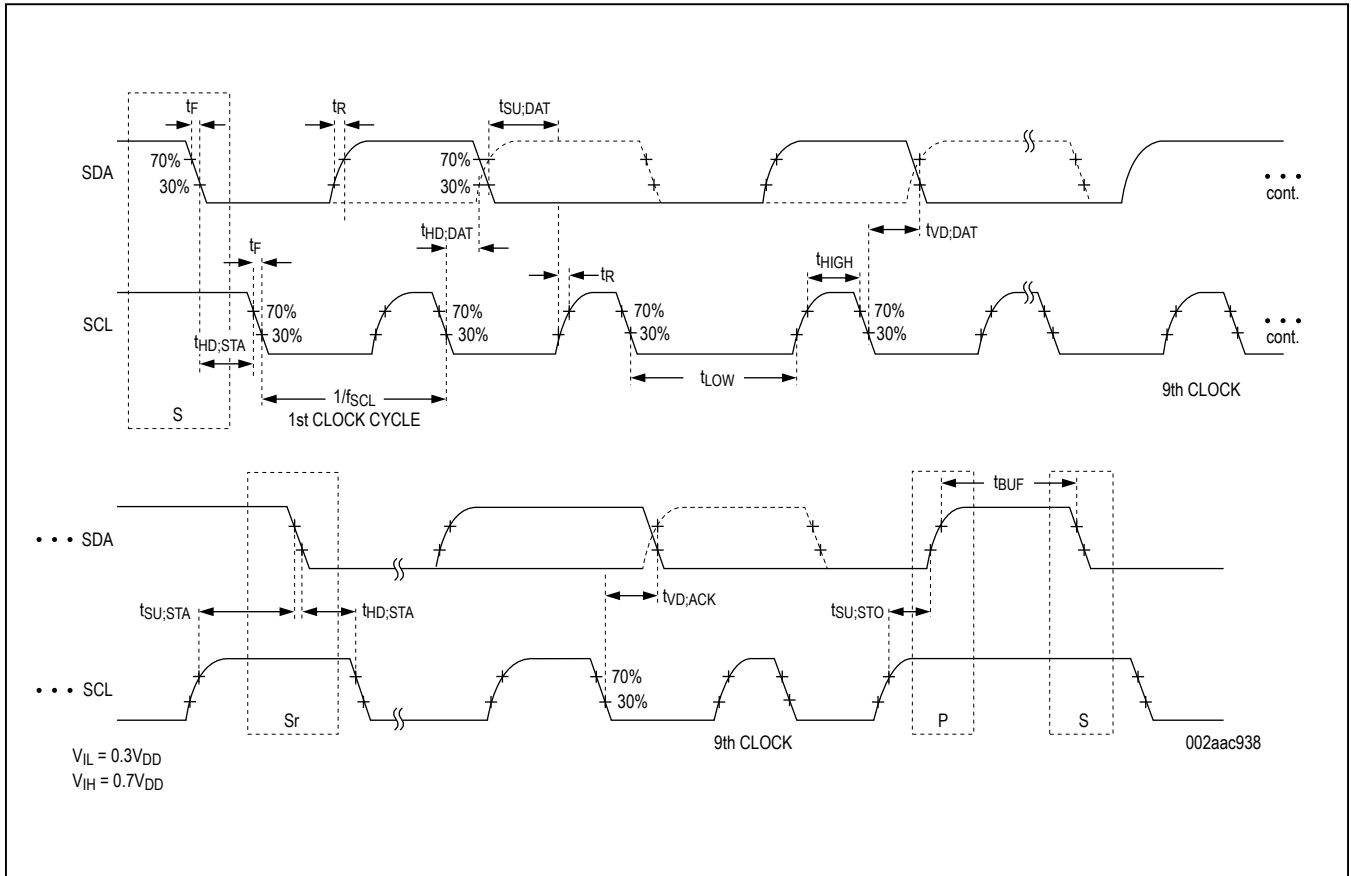 tF
tR
tSU;DAT
70%
30%
SDA
70%
30%
• • •
cont.
tF
tHD;DAT
tR
tHIGH
tVD;DAT
SCL
70%
30%
70%
30%
70%
30%
70%
30%
• • •
cont.
tHD;STA
tLOW
S
1/fSCL
1st CLOCK CYCLE
9th CLOCK
tBUF
• • • SDA
tSU;STA
tHD;STA
tVD;ACK
tSU;STO
• • • SCL
70%
30%
Sr
9th CLOCK
P
S
002aac938
VIL = 0.3VDD
VIH = 0.7VDD